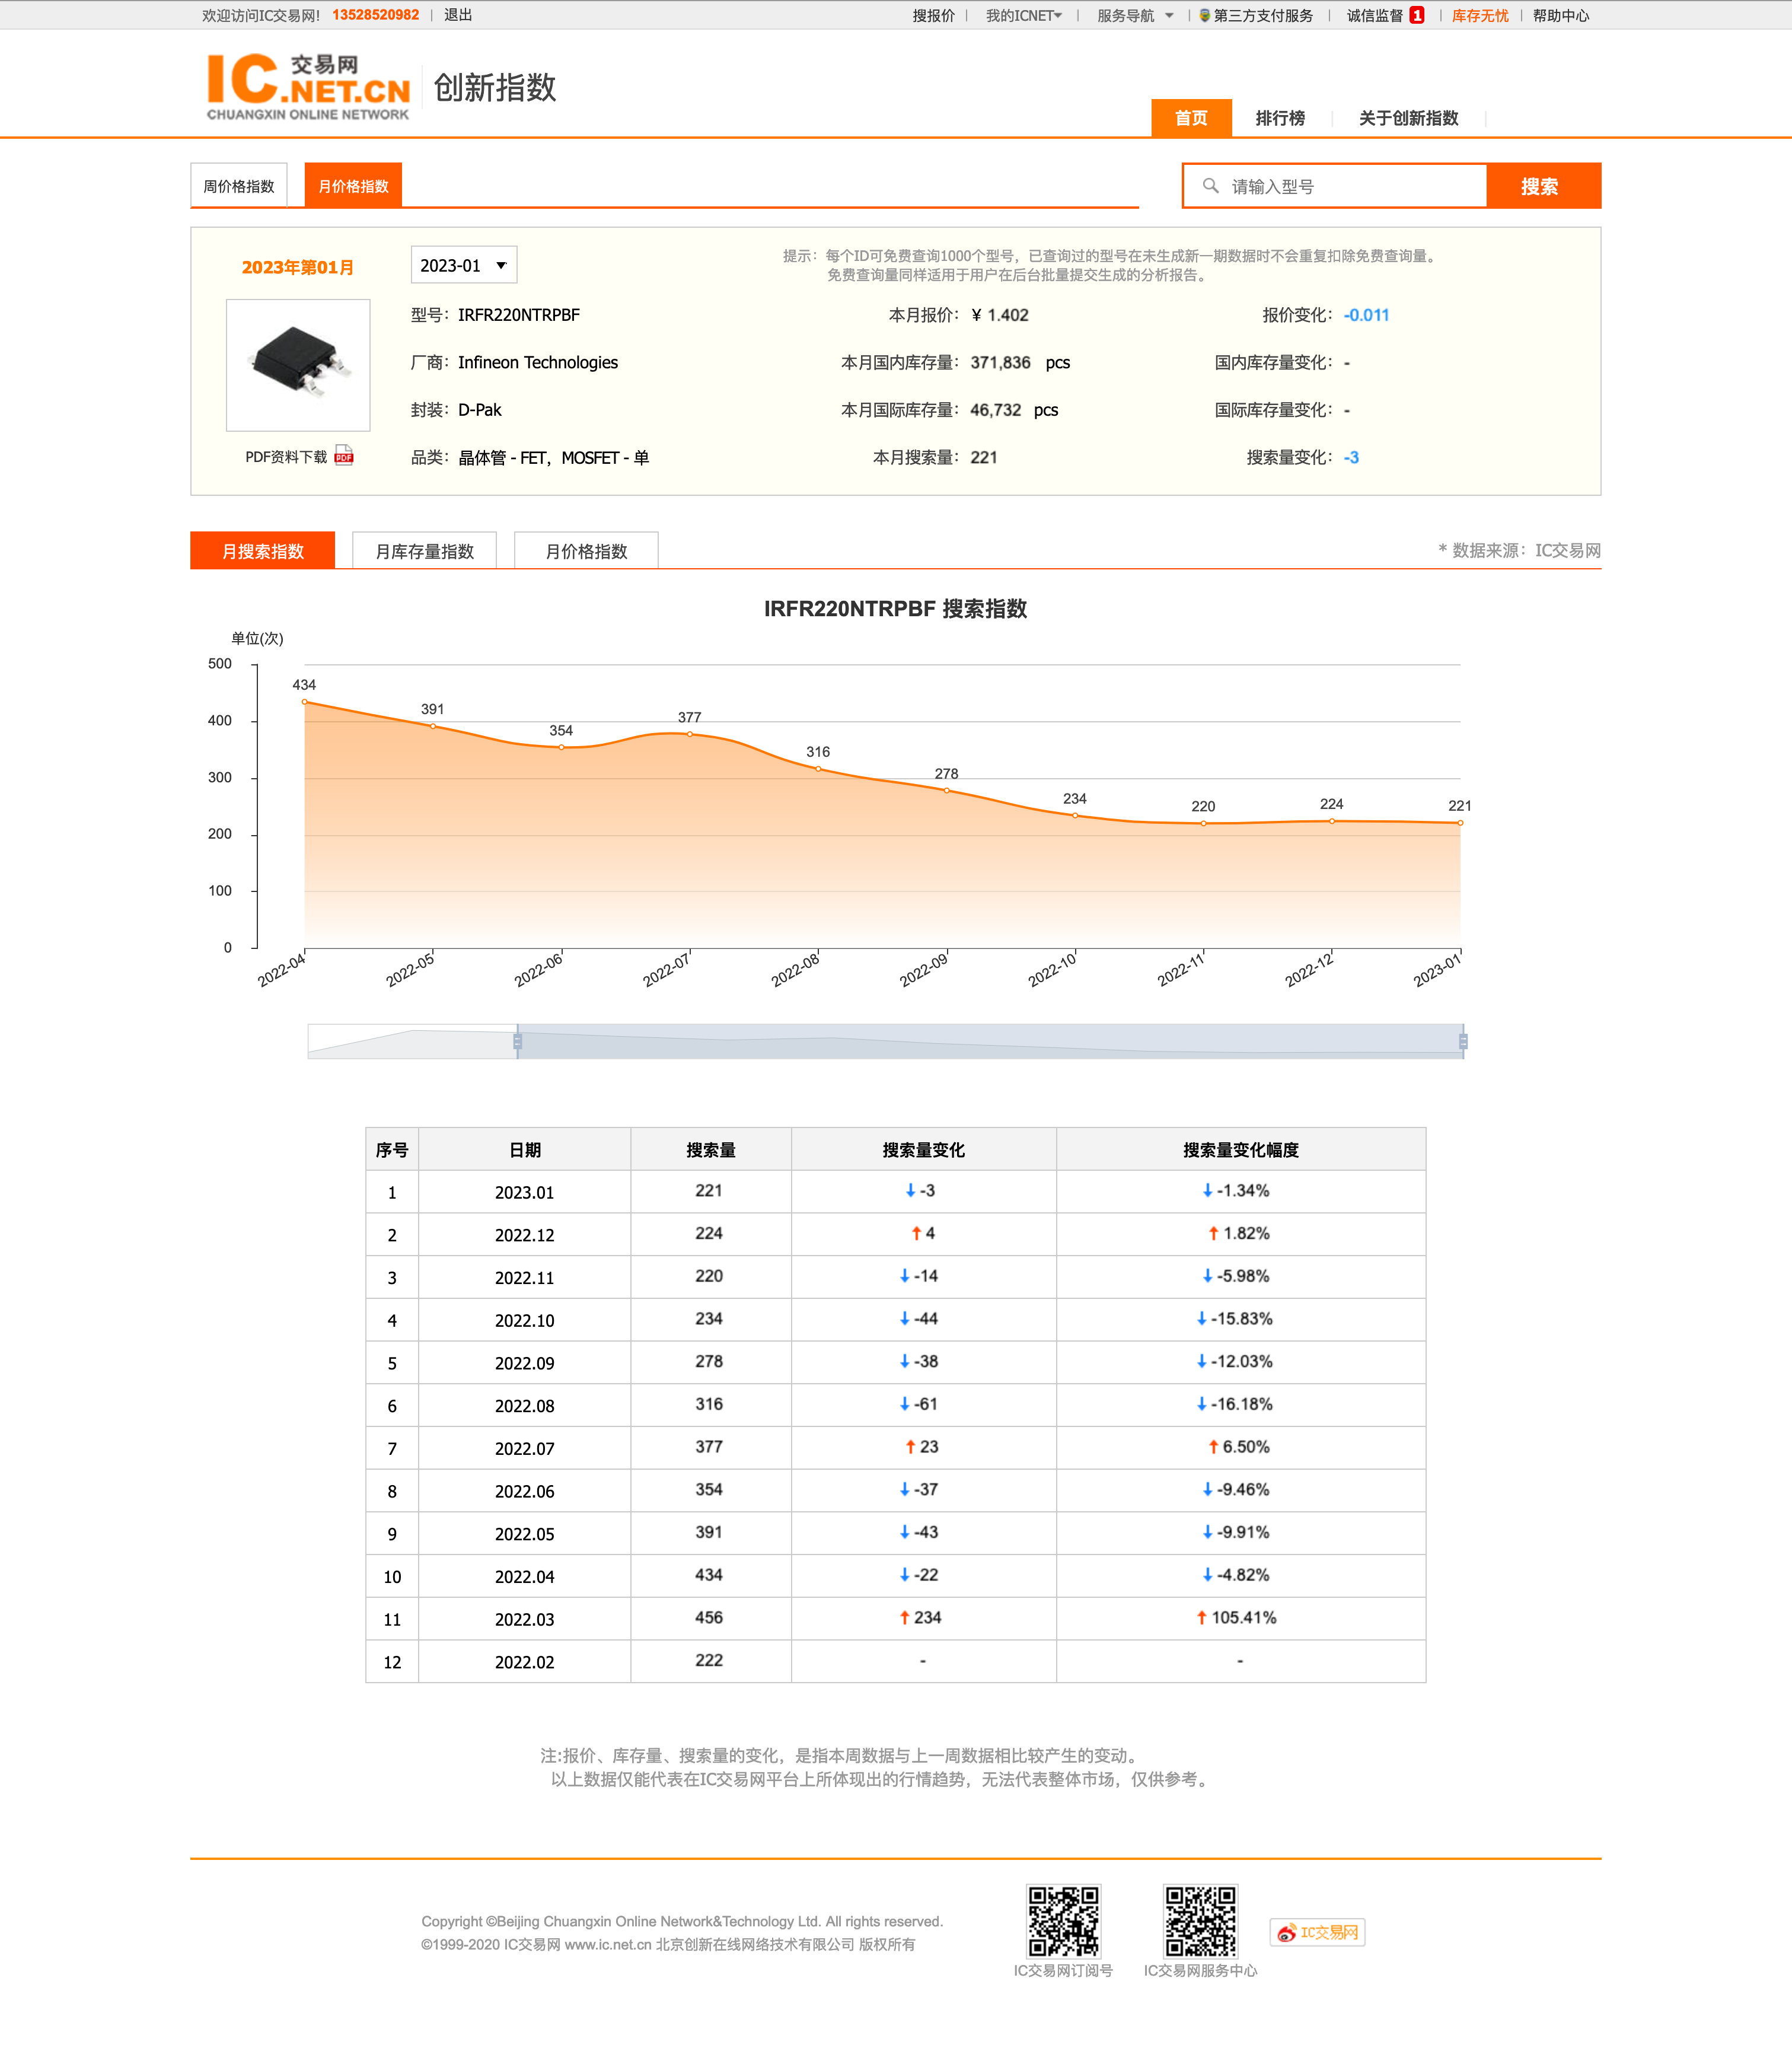 欢迎访问IC交易网! 13528520982 | 退出 搜报价 | 我的ICNET | 服务导航 | 第三方支付服务 | 诚信监督 1 | 库存无忧 | 帮助中心
IC 交易网 .NET.CN
CHUANGXIN ONLINE NETWORK
创新指数
首页 排行榜 关于创新指数
周价格指数 月价格指数 请输入型号 搜索
2023年第01月 2023-01 提示：每个ID可免费查询1000个型号，已查询过的型号在未生成新一期数据时不会重复扣除免费查询量。
免费查询量同样适用于用户在后台批量提交生成的分析报告。
型号：IRFR220NTRPBF 本月报价：¥ 1.402 报价变化：-0.011
厂商：Infineon Technologies 本月国内库存量：371,836 pcs 国内库存量变化：-
封装：D-Pak 本月国际库存量：46,732 pcs 国际库存量变化：-
PDF资料下载 PDF 品类：晶体管 - FET，MOSFET - 单 本月搜索量：221 搜索量变化：-3
月搜索指数 月库存量指数 月价格指数 * 数据来源：IC交易网
IRFR220NTRPBF 搜索指数
单位(次)
500
434
391
400
377
354
316
300
278
234
220
224
221
200
100
0
2022-04 2022-05 2022-06 2022-07 2022-08 2022-09 2022-10 2022-11 2022-12 2023-01
序号 日期 搜索量 搜索量变化 搜索量变化幅度
1 2023.01 221 ↓ -3 ↓ -1.34%
2 2022.12 224 ↑ 4 ↑ 1.82%
3 2022.11 220 ↓ -14 ↓ -5.98%
4 2022.10 234 ↓ -44 ↓ -15.83%
5 2022.09 278 ↓ -38 ↓ -12.03%
6 2022.08 316 ↓ -61 ↓ -16.18%
7 2022.07 377 ↑ 23 ↑ 6.50%
8 2022.06 354 ↓ -37 ↓ -9.46%
9 2022.05 391 ↓ -43 ↓ -9.91%
10 2022.04 434 ↓ -22 ↓ -4.82%
11 2022.03 456 ↑ 234 ↑ 105.41%
12 2022.02 222 - -
注:报价、库存量、搜索量的变化，是指本周数据与上一周数据相比较产生的变动。
以上数据仅能代表在IC交易网平台上所体现出的行情趋势，无法代表整体市场，仅供参考。
Copyright ©Beijing Chuangxin Online Network&Technology Ltd. All rights reserved.
©1999-2020 IC交易网 www.ic.net.cn 北京创新在线网络技术有限公司 版权所有
IC交易网订阅号 IC交易网服务中心 IC交易网